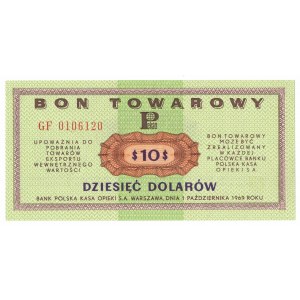 BON TOWAROWY
P
GF 0106120
UPOWAŻNIA DO
POBRANIA
TOWARÓW
EKSPORTU
WEWNĘTRZNEGO
WARTOŚCI
$10$
BON TOWAROWY
MOŻE BYĆ
ZREALIZOWANY
W KAŻDEJ
PLACÓWCE BANKU
POLSKA KASA
OPIEKI S A
DZIESIĘĆ DOLARÓW
BANK POLSKA KASA OPIEKI S.A. WARSZAWA, DNIA 1 PAŹDZIERNIKA 1969 ROKU